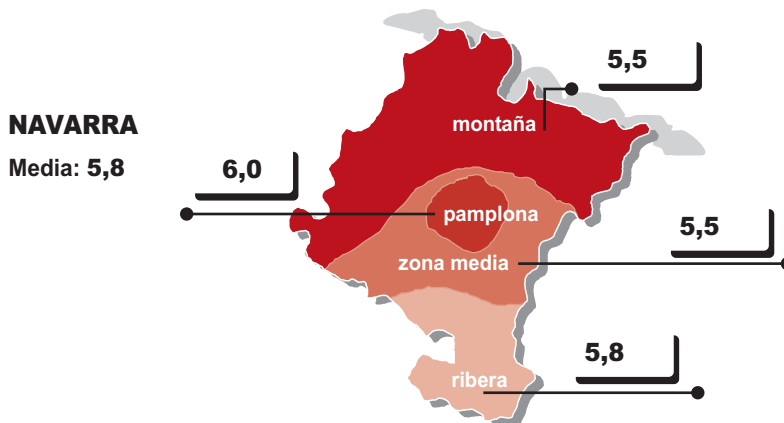 5,5
montaña
NAVARRA
Media: 5,8
6,0
pamplona
5,5
zona media
5,8
ribera